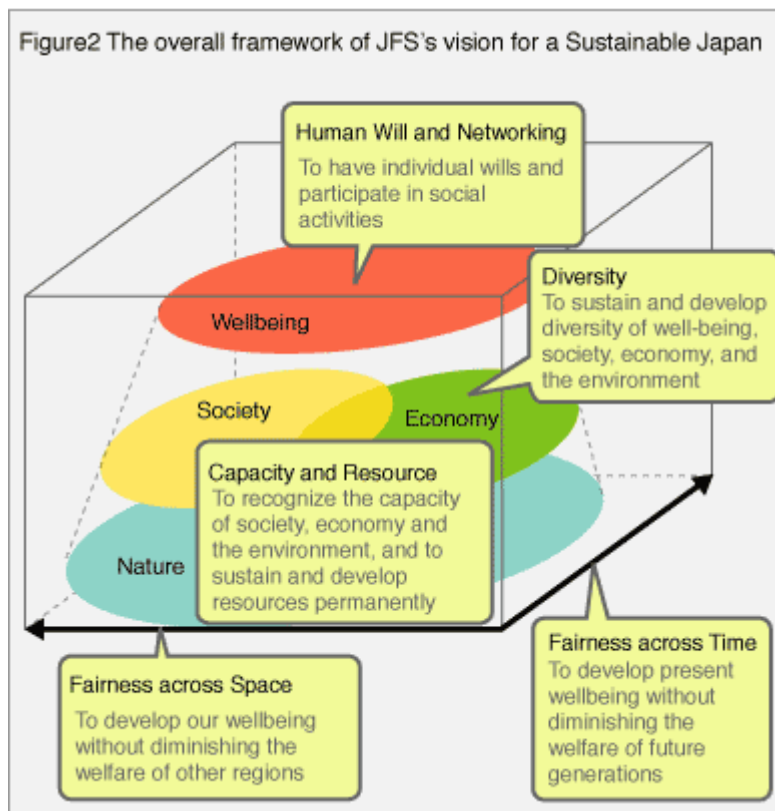 Figure2 The overall framework of JFS's vision for a Sustainable Japan
Human Will and Networking
To have individual wills and
participate in social
activities
Diversity
To sustain and develop
diversity of well-being,
society, economy, and
the environment
Wellbeing
Society
Economy
Capacity and Resource
To recognize the capacity
of society, economy and
the environment, and to
sustain and develop
resources permanently
Nature
Fairness across Space
To develop our wellbeing
without diminishing the
welfare of other regions
Fairness across Time
To develop present
wellbeing without
diminishing the
welfare of future
generations